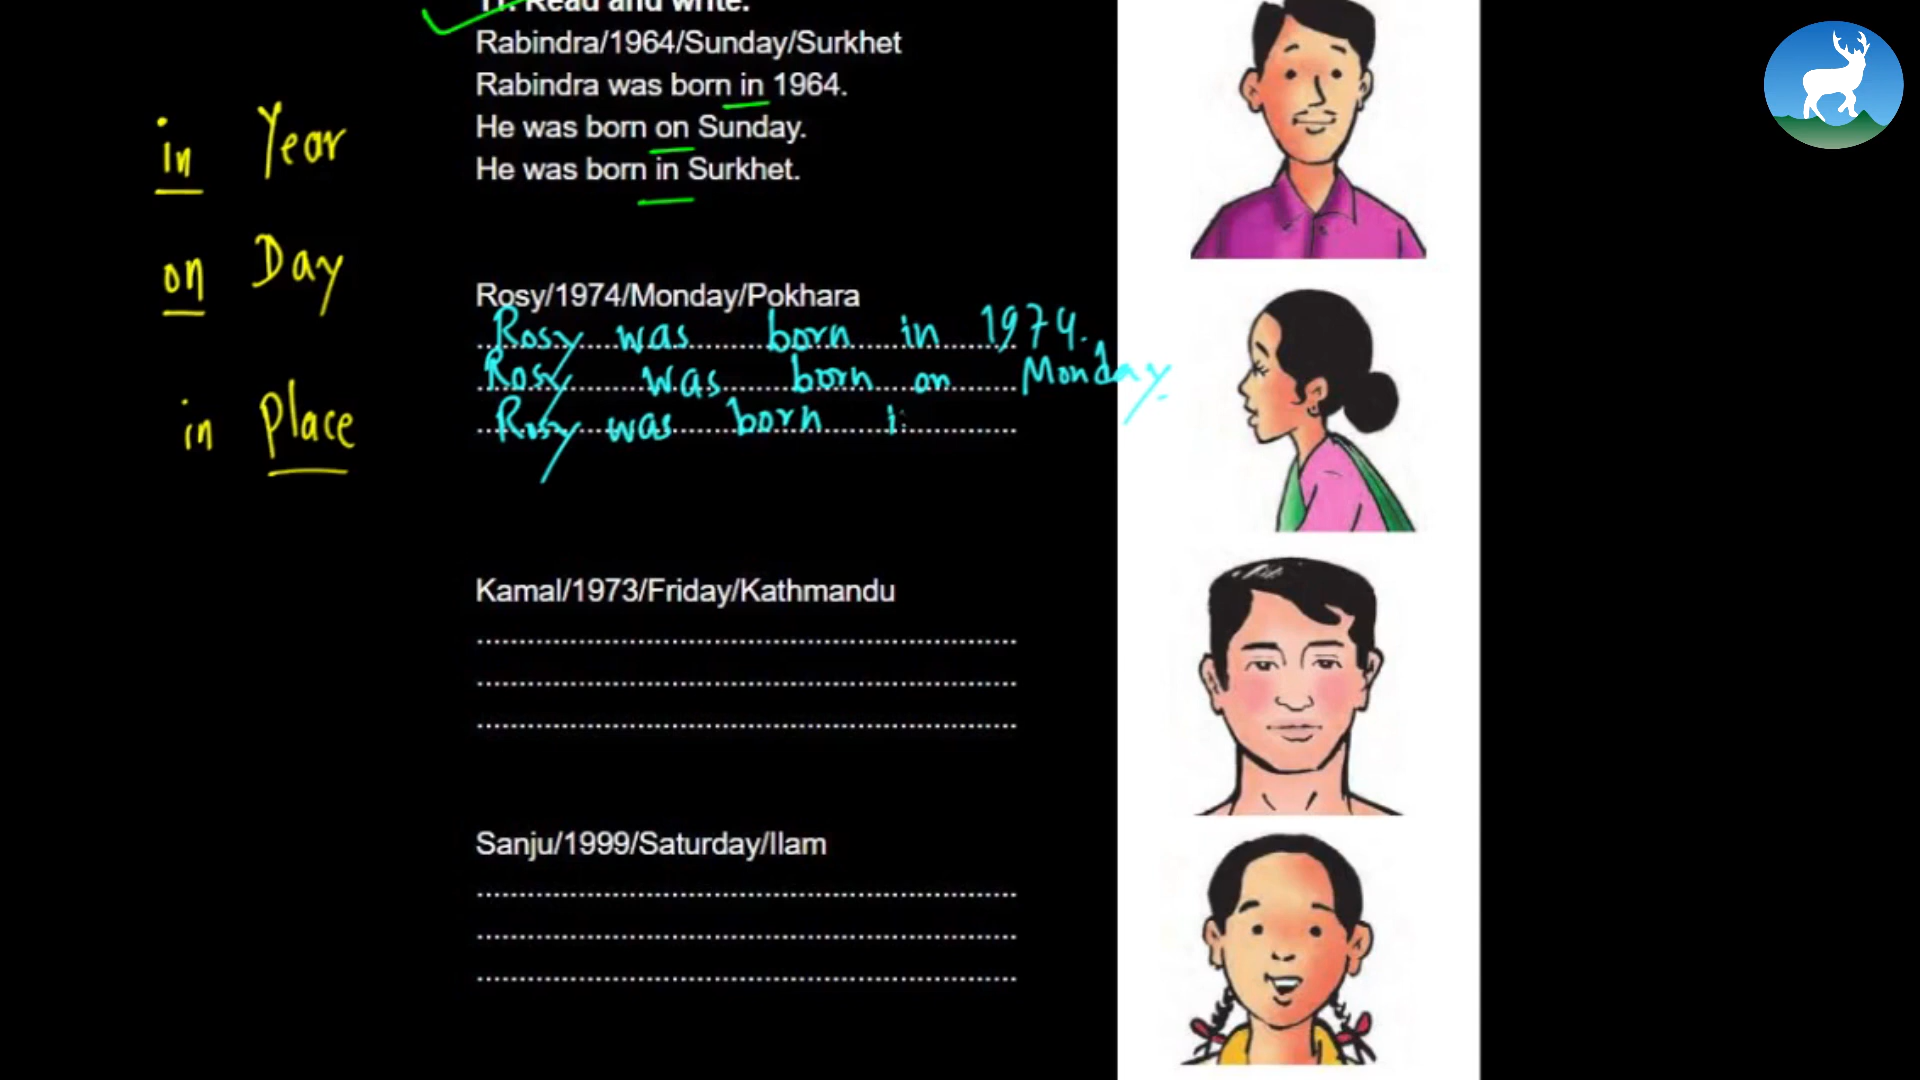 11. Read and write.
Rabindra/1964/Sunday/Surkhet
Rabindra was born in 1964.
He was born on Sunday.
He was born in Surkhet.
in Year
on Day
in Place
Rosy/1974/Monday/Pokhara
Rosy was born in 1974.
Rosy was born on Monday.
Rosy was born i
Kamal/1973/Friday/Kathmandu
Sanju/1999/Saturday/Ilam